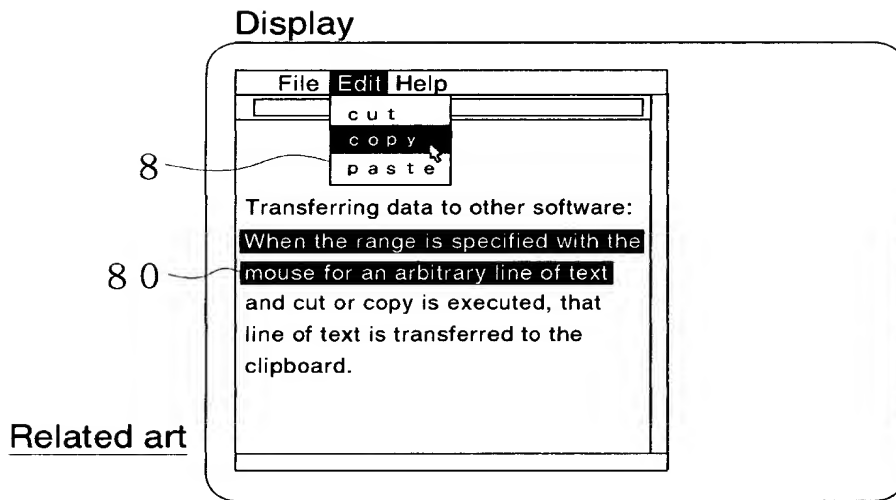 Display
File Edit Help
cut
copy
8
paste
Transferring data to other software:
When the range is specified with the
80
mouse for an arbitrary line of text
and cut or copy is executed, that
line of text is transferred to the
clipboard.
Related art